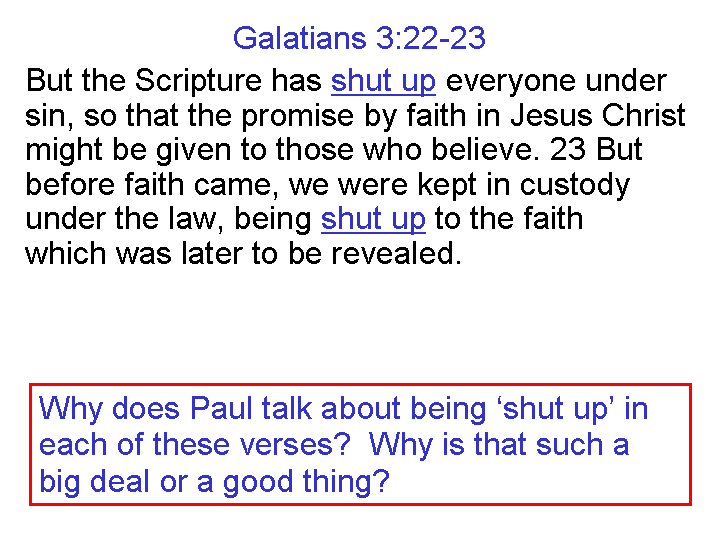 Galatians 3:22-23
But the Scripture has shut up everyone under
sin, so that the promise by faith in Jesus Christ
might be given to those who believe. 23 But
before faith came, we were kept in custody
under the law, being shut up to the faith
which was later to be revealed.
Why does Paul talk about being ‘shut up’ in
each of these verses?  Why is that such a
big deal or a good thing?